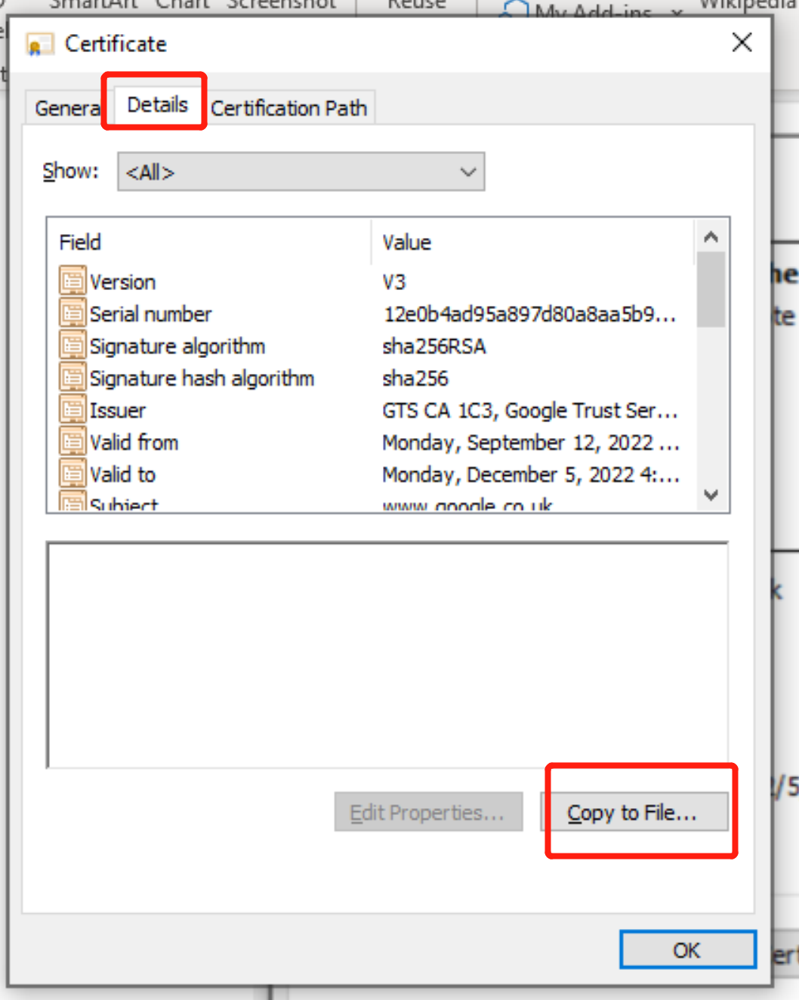 SmartArt Chart Screenshot Reuse My Add-ins Wikipedia
Certificate
General Details Certification Path
Show: <All>
Field Value
Version V3
Serial number 12e0b4ad95a897d80a8aa5b9...
Signature algorithm sha256RSA
Signature hash algorithm sha256
Issuer GTS CA 1C3, Google Trust Ser...
Valid from Monday, September 12, 2022 ...
Valid to Monday, December 5, 2022 4:...
Subject www.google.co.uk
Edit Properties... Copy to File...
OK